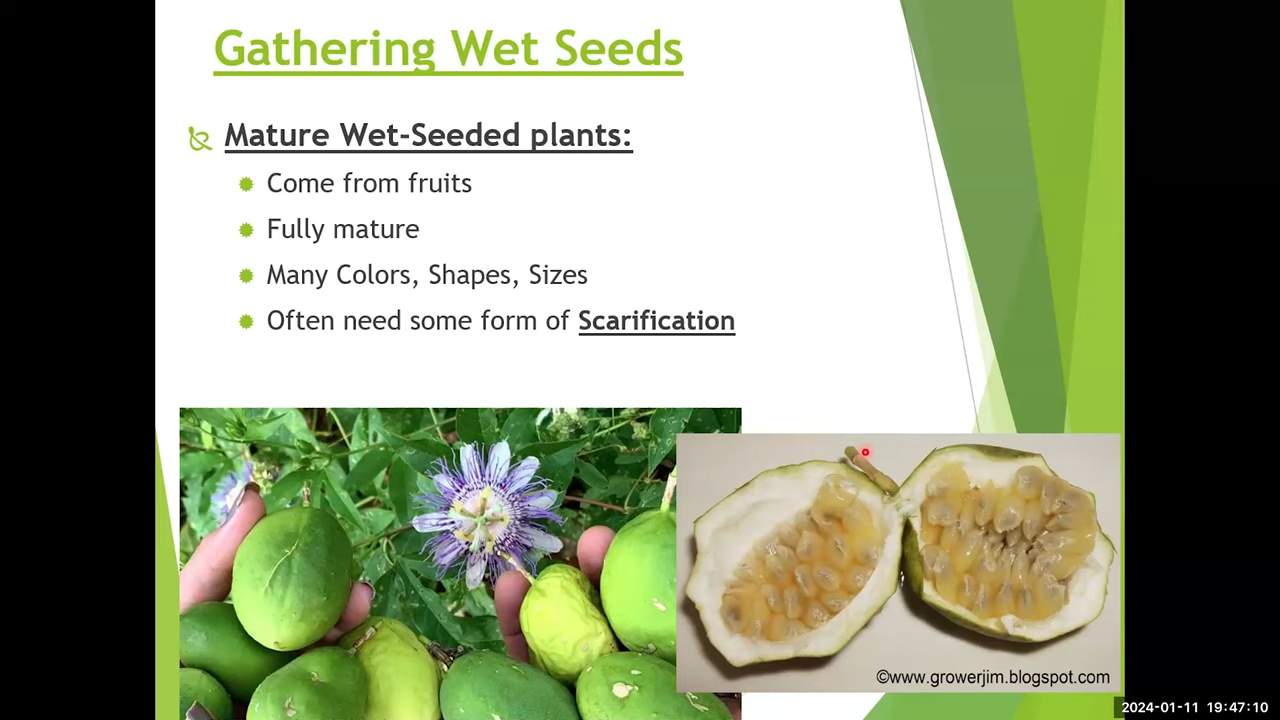 Gathering Wet Seeds
Mature Wet-Seeded plants:
Come from fruits
Fully mature
Many Colors, Shapes, Sizes
Often need some form of Scarification
©www.growerjim.blogspot.com
2024-01-11 19:47:10